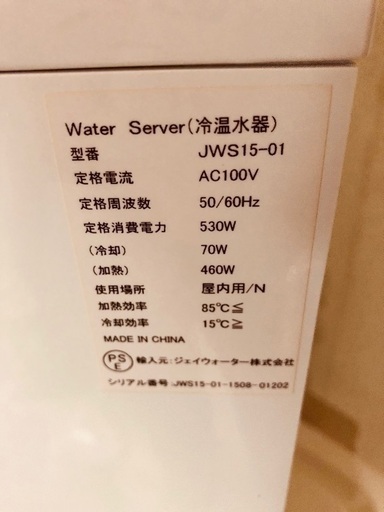 Water Server(冷温水器)
型番 JWS15-01
定格電流 AC100V
定格周波数 50/60Hz
定格消費電力 530W
(冷却) 70W
(加熱) 460W
使用場所 屋内用/N
加熱効率 85℃≦
冷却効率 15℃≧
MADE IN CHINA
PS E 輸入元:ジェイウォーター株式会社
シリアル番号:JWS15-01-1508-01202